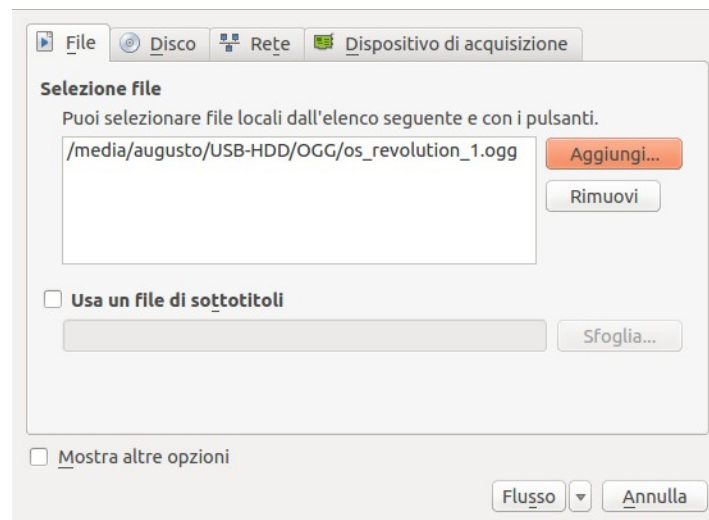 File Disco Rete Dispositivo di acquisizione
Selezione file
Puoi selezionare file locali dall'elenco seguente e con i pulsanti.
/media/augusto/USB-HDD/OGG/os_revolution_1.ogg
Aggiungi...
Rimuovi
Usa un file di sottotitoli
Sfoglia...
Mostra altre opzioni
Flusso Annulla